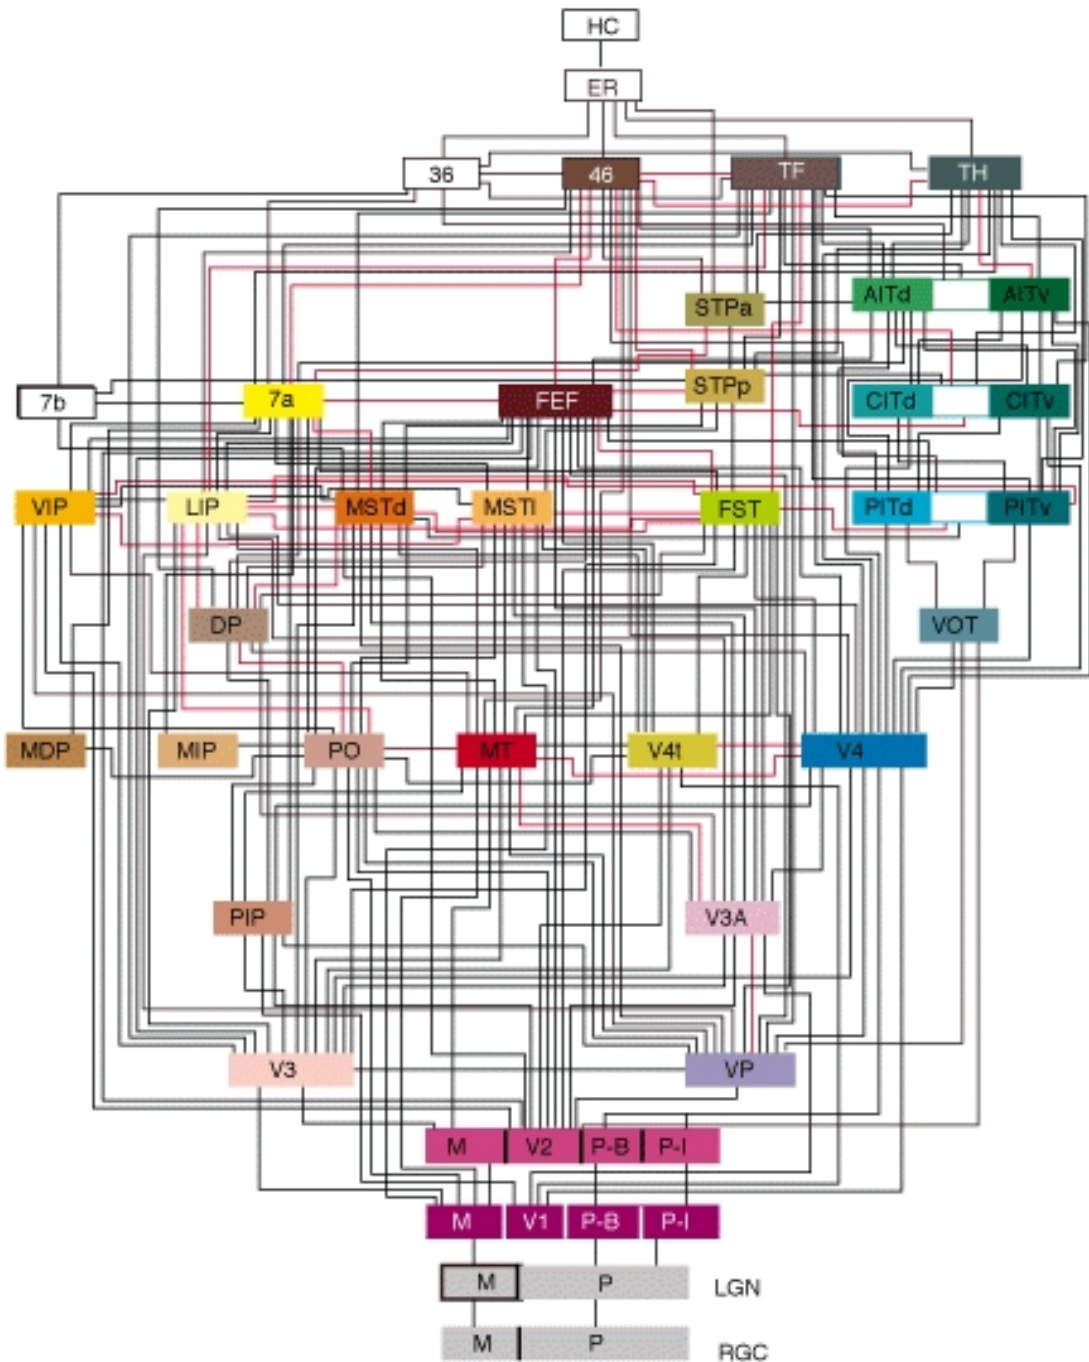 HC
ER
36 46 TF TH
STPa AITd AITv
7b 7a FEF STPp CITd CITv
VIP LIP MSTd MSTl FST PITd PITv
DP VOT
MDP MIP PO MT V4t V4
PIP V3A
V3 VP
M V2 P-B P-I
M V1 P-B P-I
M P LGN
M P RGC